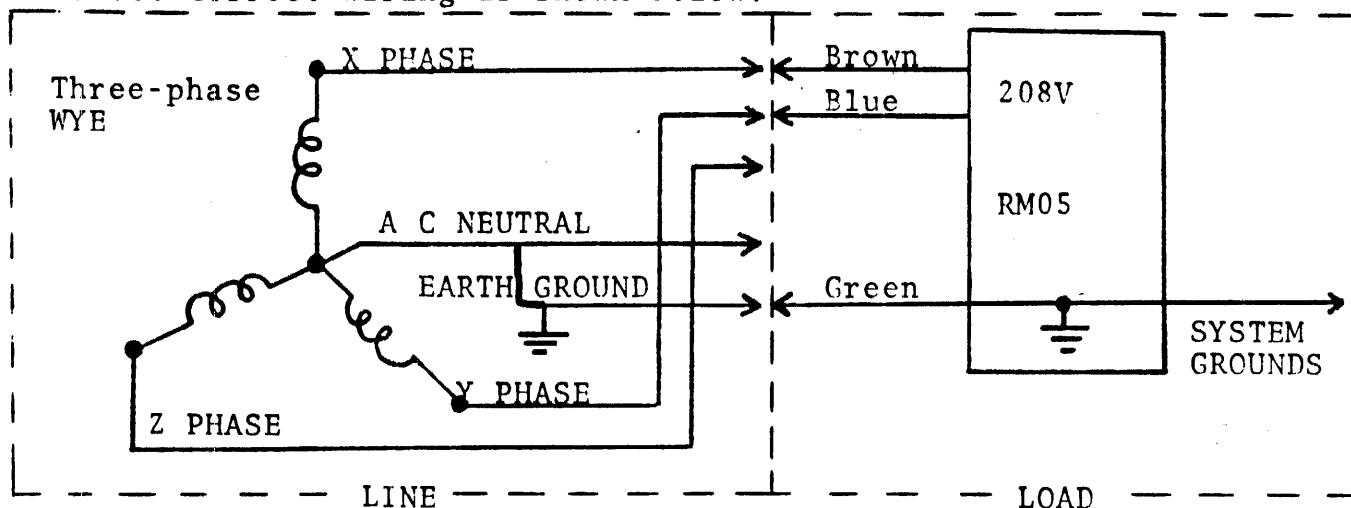 X PHASE
Brown
Three-phase
WYE
208V
Blue
RM05
A C NEUTRAL
EARTH GROUND
Green
SYSTEM
GROUNDS
Y PHASE
Z PHASE
LINE
LOAD